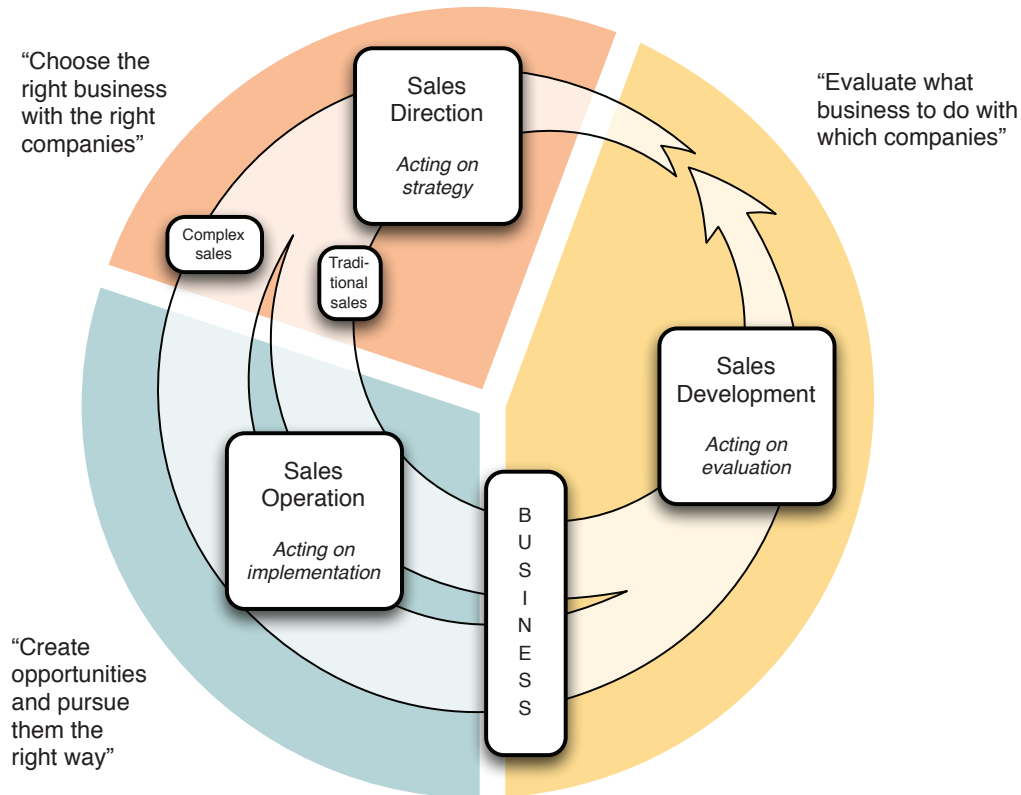 “Choose the
right business
with the right
companies”
Sales
Direction
Acting on
strategy
“Evaluate what
business to do with
which companies”
Complex
sales
Tradi-
tional
sales
Sales
Development
Acting on
evaluation
Sales
Operation
Acting on
implementation
B
U
S
I
N
E
S
S
“Create
opportunities
and pursue
them the
right way”